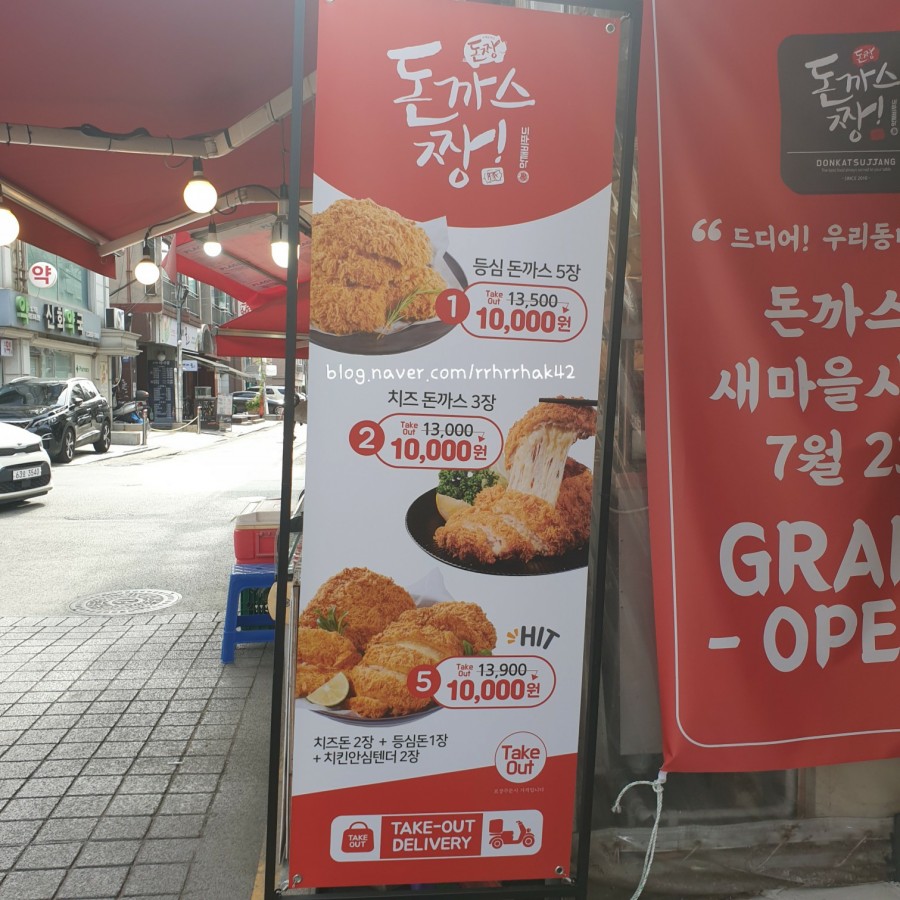 돈짱
돈까스
짱!
등심 돈까스 5장
1
Take Out 13,500
10,000원
blog.naver.com/rrhrrhak42
치즈 돈까스 3장
2
Take Out 13,000
10,000원
HIT
5
Take Out 13,900
10,000원
치즈돈 2장 + 등심돈1장
+ 치킨안심텐더 2장
Take
Out
TAKE
OUT
TAKE-OUT
DELIVERY
돈짱
돈까스
짱!
DONKATSUJJANG
“ 드디어! 우리동
돈까스
새마을
7월 2
GRA
- OPE
약